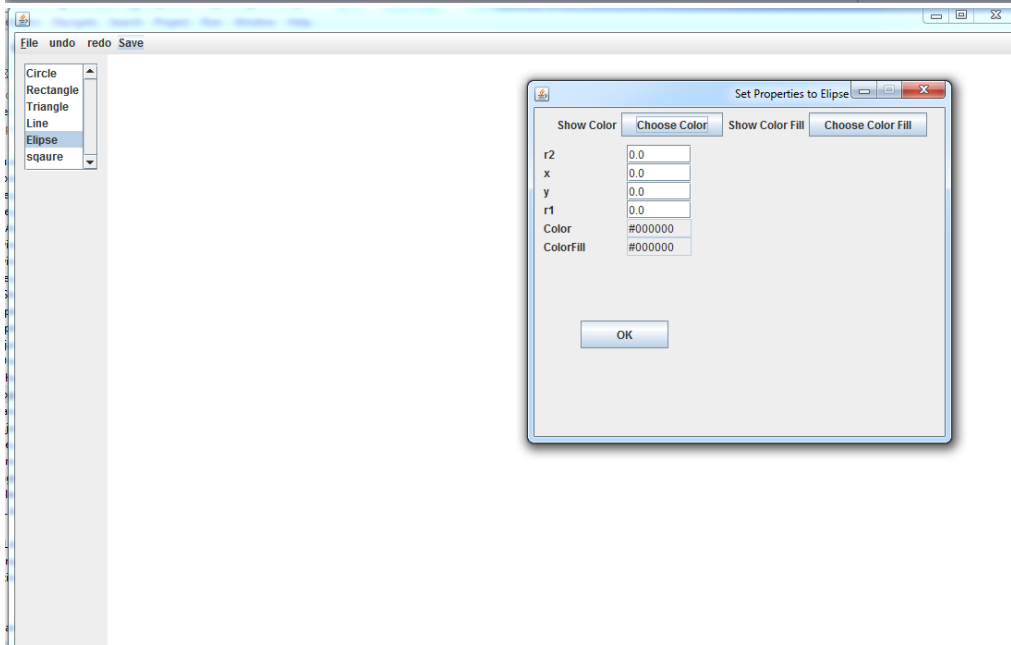 File undo redo Save
Circle
Rectangle
Triangle
Line
Elipse
sqaure
Set Properties to Elipse
Show Color Choose Color Show Color Fill Choose Color Fill
r2 0.0
x 0.0
y 0.0
r1 0.0
Color #000000
ColorFill #000000
OK